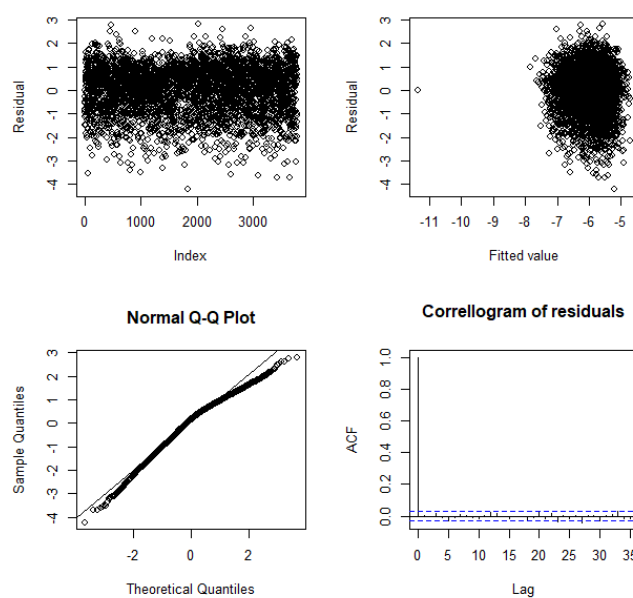 Residual
3
2
1
0
-1
-2
-3
-4
0 1000 2000 3000
Index
Residual
3
2
1
0
-1
-2
-3
-4
-11 -10 -9 -8 -7 -6 -5
Fitted value
Normal Q-Q Plot
Sample Quantiles
3
2
1
0
-1
-2
-3
-4
-2 0 2
Theoretical Quantiles
Correllogram of residuals
ACF
1.0
0.8
0.6
0.4
0.2
0.0
0 5 10 15 20 25 30 35
Lag